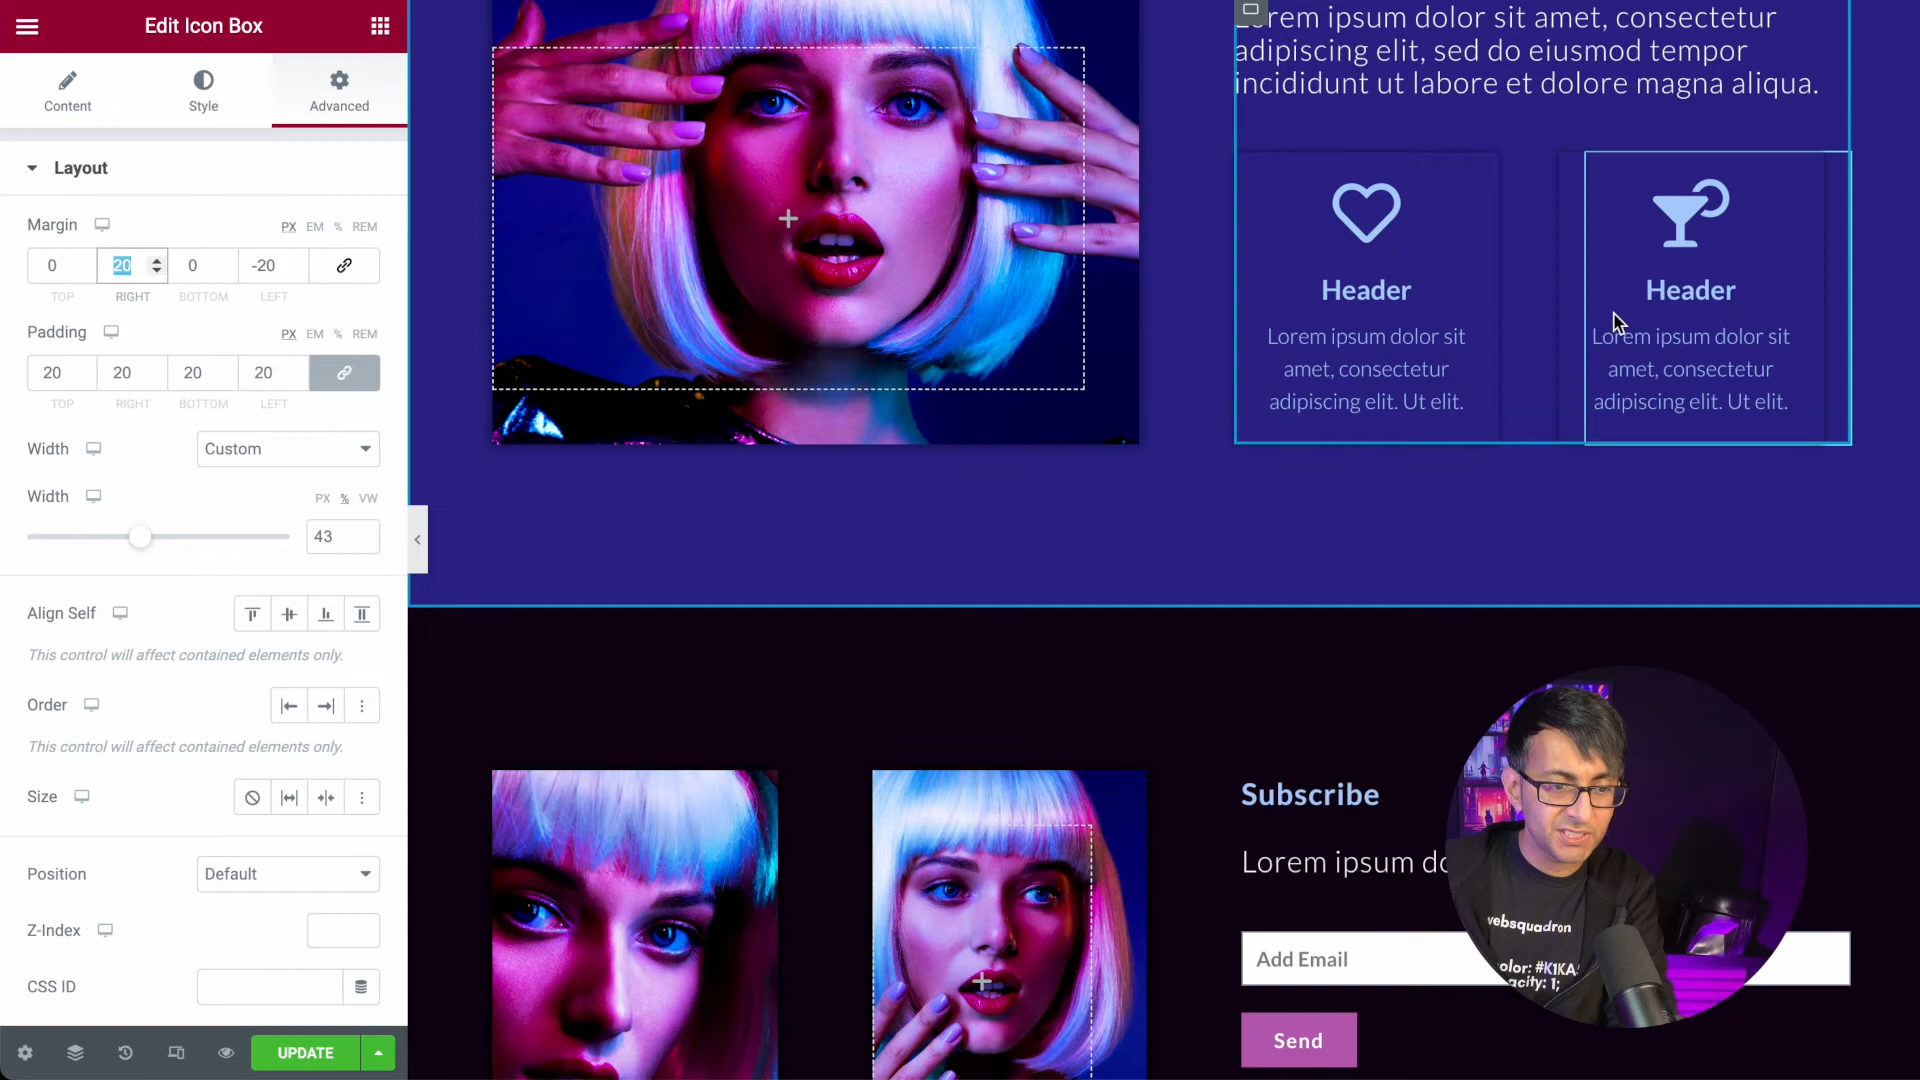 Edit Icon Box
Content
Style
Advanced
Layout
Margin
PX EM % REM
0 20 0 -20
TOP RIGHT BOTTOM LEFT
Padding
PX EM % REM
20 20 20 20
TOP RIGHT BOTTOM LEFT
Width
Custom
Width
PX % VW
43
Align Self
This control will affect contained elements only.
Order
This control will affect contained elements only.
Size
Position
Default
Z-Index
CSS ID
UPDATE
rem ipsum dolor sit amet, consectetur
adipiscing elit, sed do eiusmod tempor
incididunt ut labore et dolore magna aliqua.
Header
Lorem ipsum dolor sit
amet, consectetur
adipiscing elit. Ut elit.
Header
Lorem ipsum dolor sit
amet, consectetur
adipiscing elit. Ut elit.
Subscribe
Lorem ipsum do
Add Email
Send
websquadron
color: #K1KA
acity: 1;